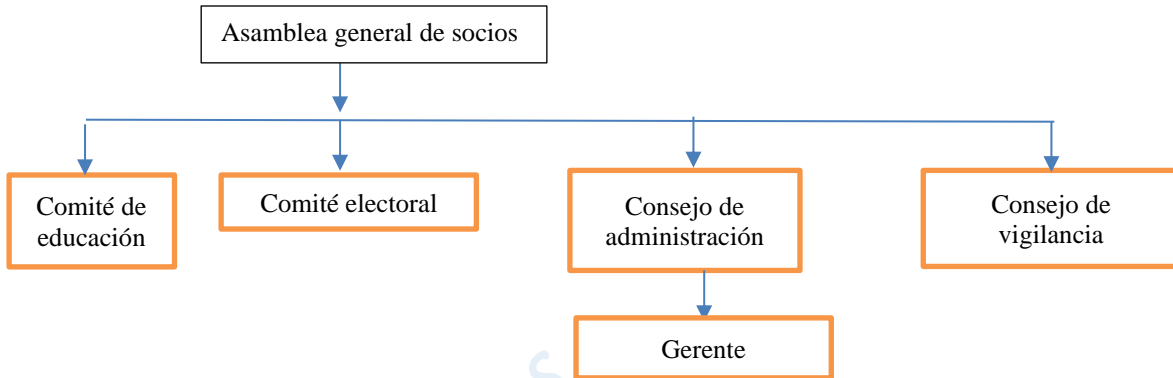 Asamblea general de socios
Comité de
educación
Comité electoral
Consejo de
administración
Consejo de
vigilancia
Gerente